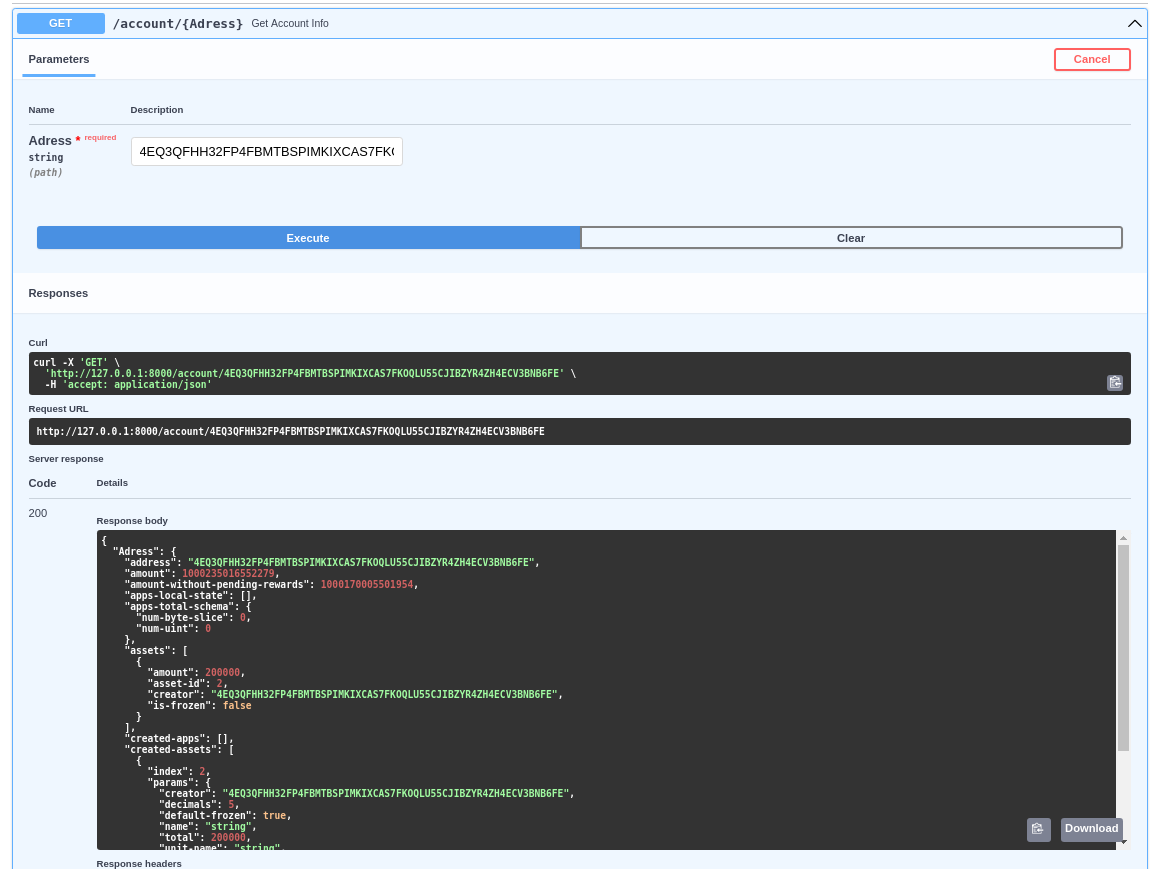 GET /account/{Adress} Get Account Info
Parameters
Cancel
Name Description
Adress * required
string
(path)
4EQ3QFHH32FP4FBMTBSPIMKIXCAS7FK
Execute Clear
Responses
Curl
curl -X 'GET' \
'http://127.0.0.1:8000/account/4EQ3QFHH32FP4FBMTBSPIMKIXCAS7FKOQLU55CJIBZYR4ZH4ECV3BNB6FE' \
-H 'accept: application/json'
Request URL
http://127.0.0.1:8000/account/4EQ3QFHH32FP4FBMTBSPIMKIXCAS7FKOQLU55CJIBZYR4ZH4ECV3BNB6FE
Server response
Code Details
200
Response body
{
"Adress": {
"address": "4EQ3QFHH32FP4FBMTBSPIMKIXCAS7FKOQLU55CJIBZYR4ZH4ECV3BNB6FE",
"amount": 1000235016552279,
"amount-without-pending-rewards": 1000170005501954,
"apps-local-state": [],
"apps-total-schema": {
"num-byte-slice": 0,
"num-uint": 0
},
"assets": [
{
"amount": 200000,
"asset-id": 2,
"creator": "4EQ3QFHH32FP4FBMTBSPIMKIXCAS7FKOQLU55CJIBZYR4ZH4ECV3BNB6FE",
"is-frozen": false
}
],
"created-apps": [],
"created-assets": [
{
"index": 2,
"params": {
"creator": "4EQ3QFHH32FP4FBMTBSPIMKIXCAS7FKOQLU55CJIBZYR4ZH4ECV3BNB6FE",
"decimals": 5,
"default-frozen": true,
"name": "string",
"total": 200000,
"unit-name": "string",
Download
Response headers